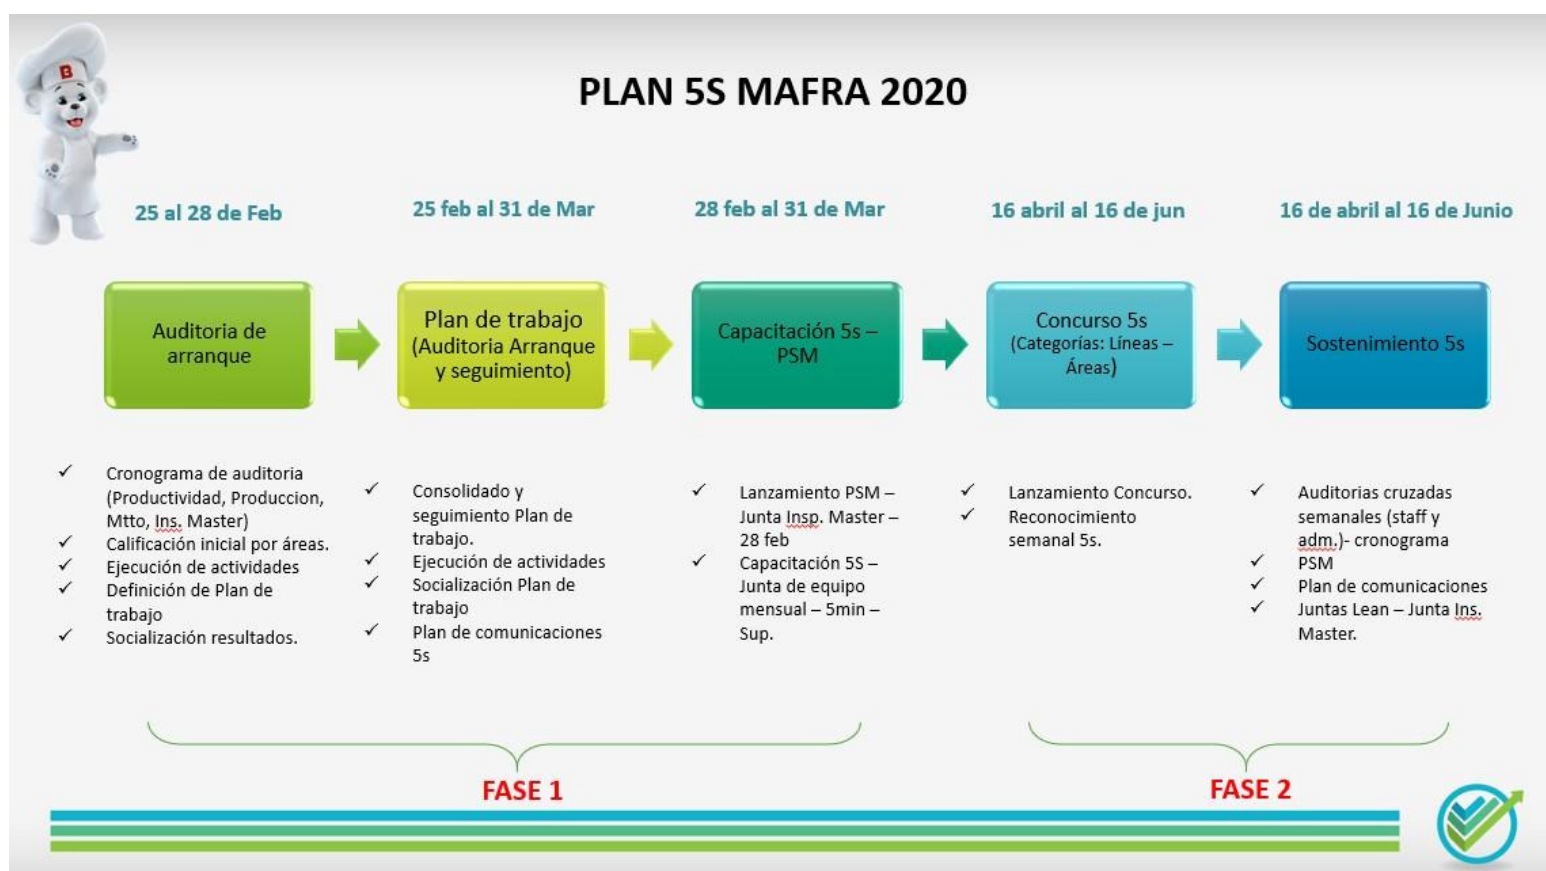 B
PLAN 5S MAFRA 2020
25 al 28 de Feb
25 feb al 31 de Mar
28 feb al 31 de Mar
16 abril al 16 de jun
16 de abril al 16 de Junio
Auditoria de
arranque
Plan de trabajo
(Auditoria Arranque
y seguimiento)
Capacitación 5s –
PSM
Concurso 5s
(Categorías: Líneas –
Áreas)
Sostenimiento 5s
Cronograma de auditoria
(Productividad, Produccion,
Mtto, Ins. Master)
Calificación inicial por áreas.
Ejecución de actividades
Definición de Plan de
trabajo
Socialización resultados.
Consolidado y
seguimiento Plan de
trabajo.
Ejecución de actividades
Socialización Plan de
trabajo
Plan de comunicaciones
5s
Lanzamiento PSM –
Junta Insp. Master –
28 feb
Capacitación 5S –
Junta de equipo
mensual – 5min –
Sup.
Lanzamiento Concurso.
Reconocimiento
semanal 5s.
Auditorias cruzadas
semanales (staff y
adm.)- cronograma
PSM
Plan de comunicaciones
Juntas Lean – Junta Ins.
Master.
FASE 1
FASE 2